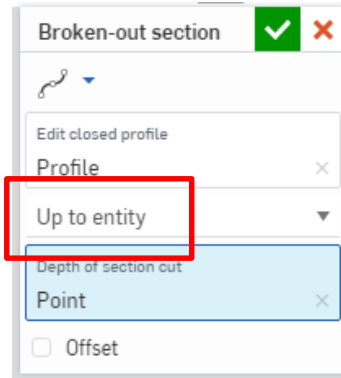 Broken-out section
Edit closed profile
Profile
Up to entity
Depth of section cut
Point
Offset